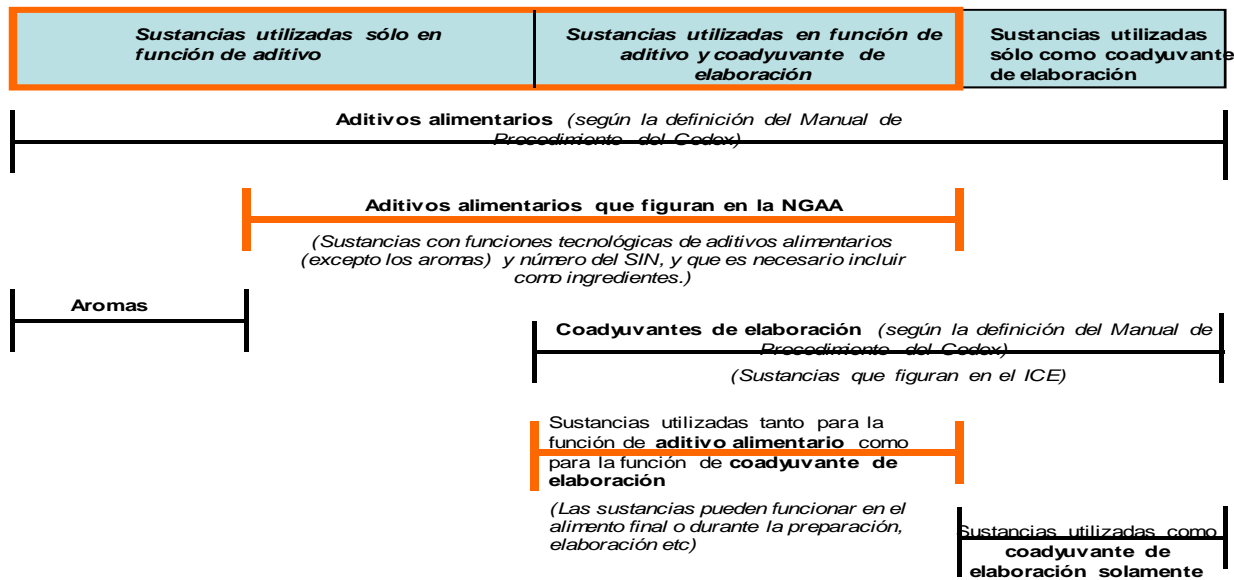 Sustancias utilizadas sólo en
función de aditivo
Sustancias utilizadas en función de
aditivo y coadyuvante de
elaboración
Sustancias utilizadas
sólo como coadyuvante
de elaboración
Aditivos alimentarios (según la definición del Manual de
Procedimiento del Codex)
Aditivos alimentarios que figuran en la NGAA
(Sustancias con funciones tecnológicas de aditivos alimentarios
(excepto los aromas) y número del SIN, y que es necesario incluir
como ingredientes.)
Aromas
Coadyuvantes de elaboración (según la definición del Manual de
Procedimiento del Codex)
(Sustancias que figuran en el ICE)
Sustancias utilizadas tanto para la
función de aditivo alimentario como
para la función de coadyuvante de
elaboración
(Las sustancias pueden funcionar en el
alimento final o durante la preparación,
elaboración etc)
Sustancias utilizadas como
coadyuvante de
elaboración solamente